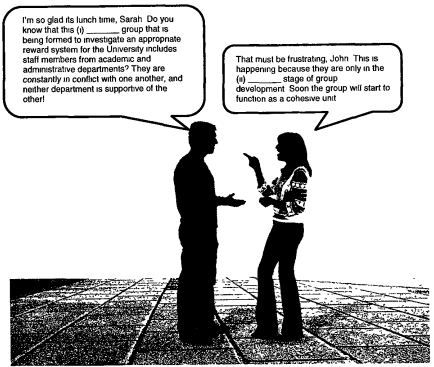 I'm so glad its lunch time, Sarah Do you
know that this (i) ________ group that is
being formed to investigate an appropriate
reward system for the University includes
staff members from academic and
administrative departments? They are
constantly in conflict with one another, and
neither department is supportive of the
other!
That must be frustrating, John This is
happening because they are only in the
(ii) ________ stage of group
development Soon the group will start to
function as a cohesive unit